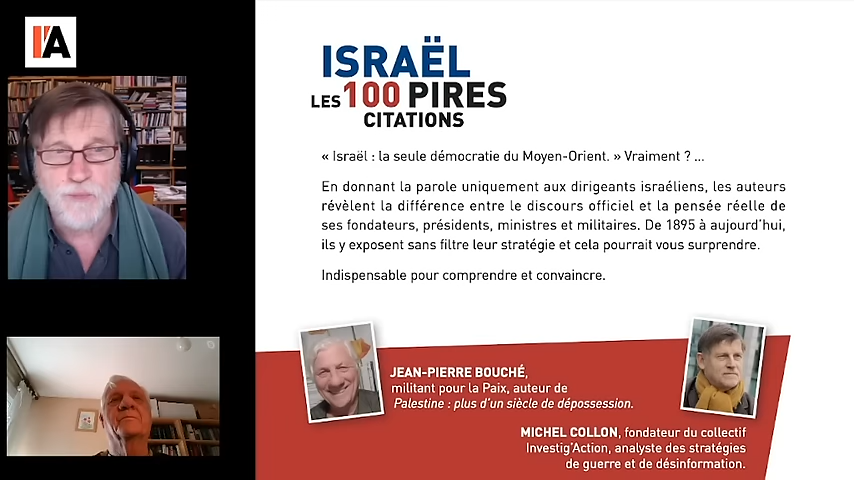 I'A
ISRAËL
LES 100 PIRES
CITATIONS
« Israël : la seule démocratie du Moyen-Orient. » Vraiment ? ...
En donnant la parole uniquement aux dirigeants israéliens, les auteurs
révèlent la différence entre le discours officiel et la pensée réelle de
ses fondateurs, présidents, ministres et militaires. De 1895 à aujourd'hui,
ils y exposent sans filtre leur stratégie et cela pourrait vous surprendre.
Indispensable pour comprendre et convaincre.
JEAN-PIERRE BOUCHÉ,
militant pour la Paix, auteur de
Palestine : plus d'un siècle de dépossession.
MICHEL COLLON, fondateur du collectif
Investig'Action, analyste des stratégies
de guerre et de désinformation.